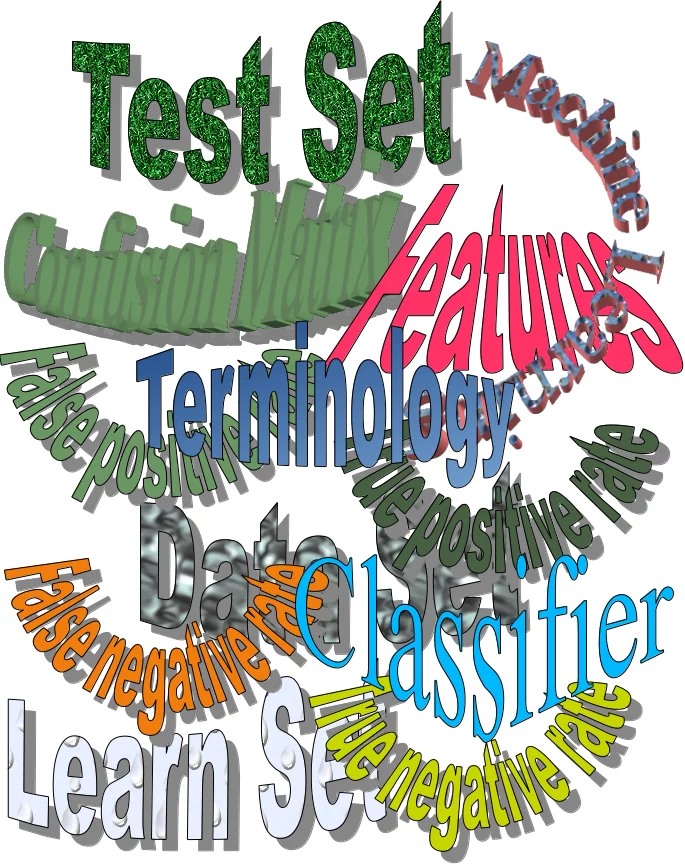 Test Set
Machine Learning
Confusion Matrix
Features
Terminology
False positive rate
True positive rate
Data Set
Classifier
False negative rate
True negative rate
Learn Set